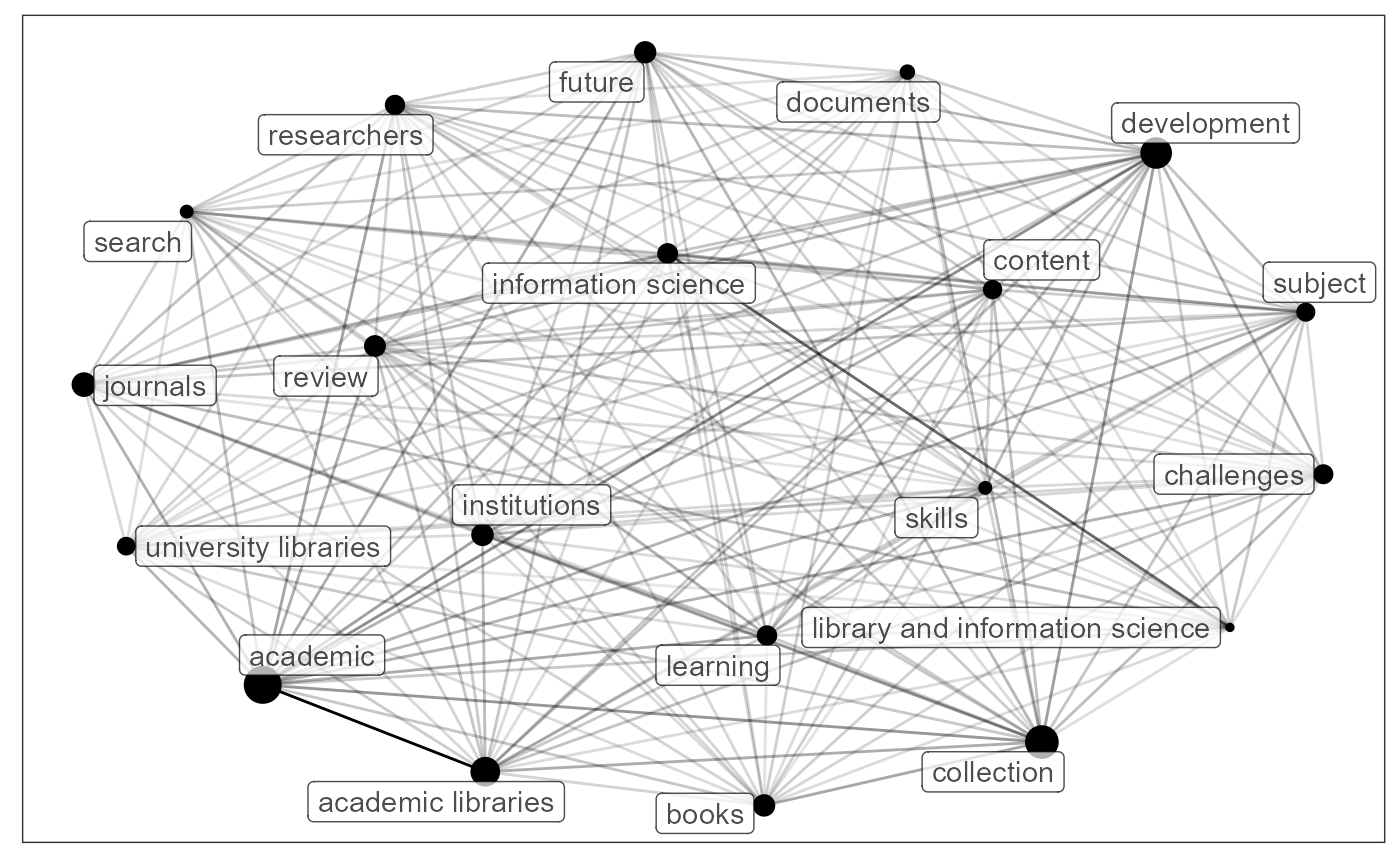 future
documents
development
researchers
search
content
information science
subject
review
journals
challenges
institutions
skills
university libraries
library and information science
academic
learning
collection
academic libraries
books